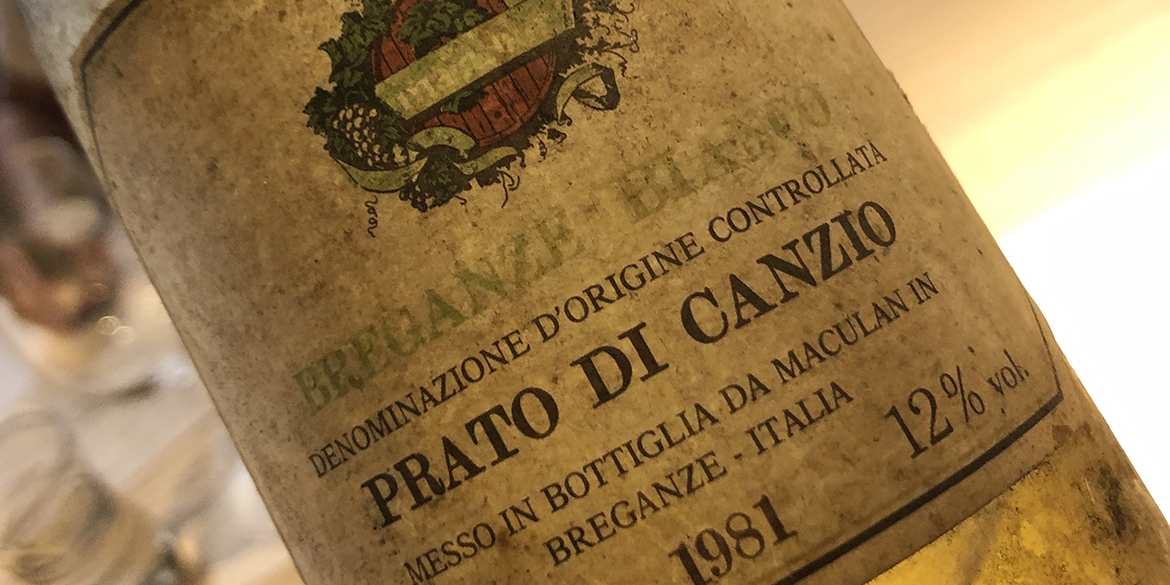 BREGANZE - BIANCO
DENOMINAZIONE D'ORIGINE CONTROLLATA
PRATO DI CANZIO
MESSO IN BOTTIGLIA DA MACULAN IN
BREGANZE - ITALIA
12% vol.
1981